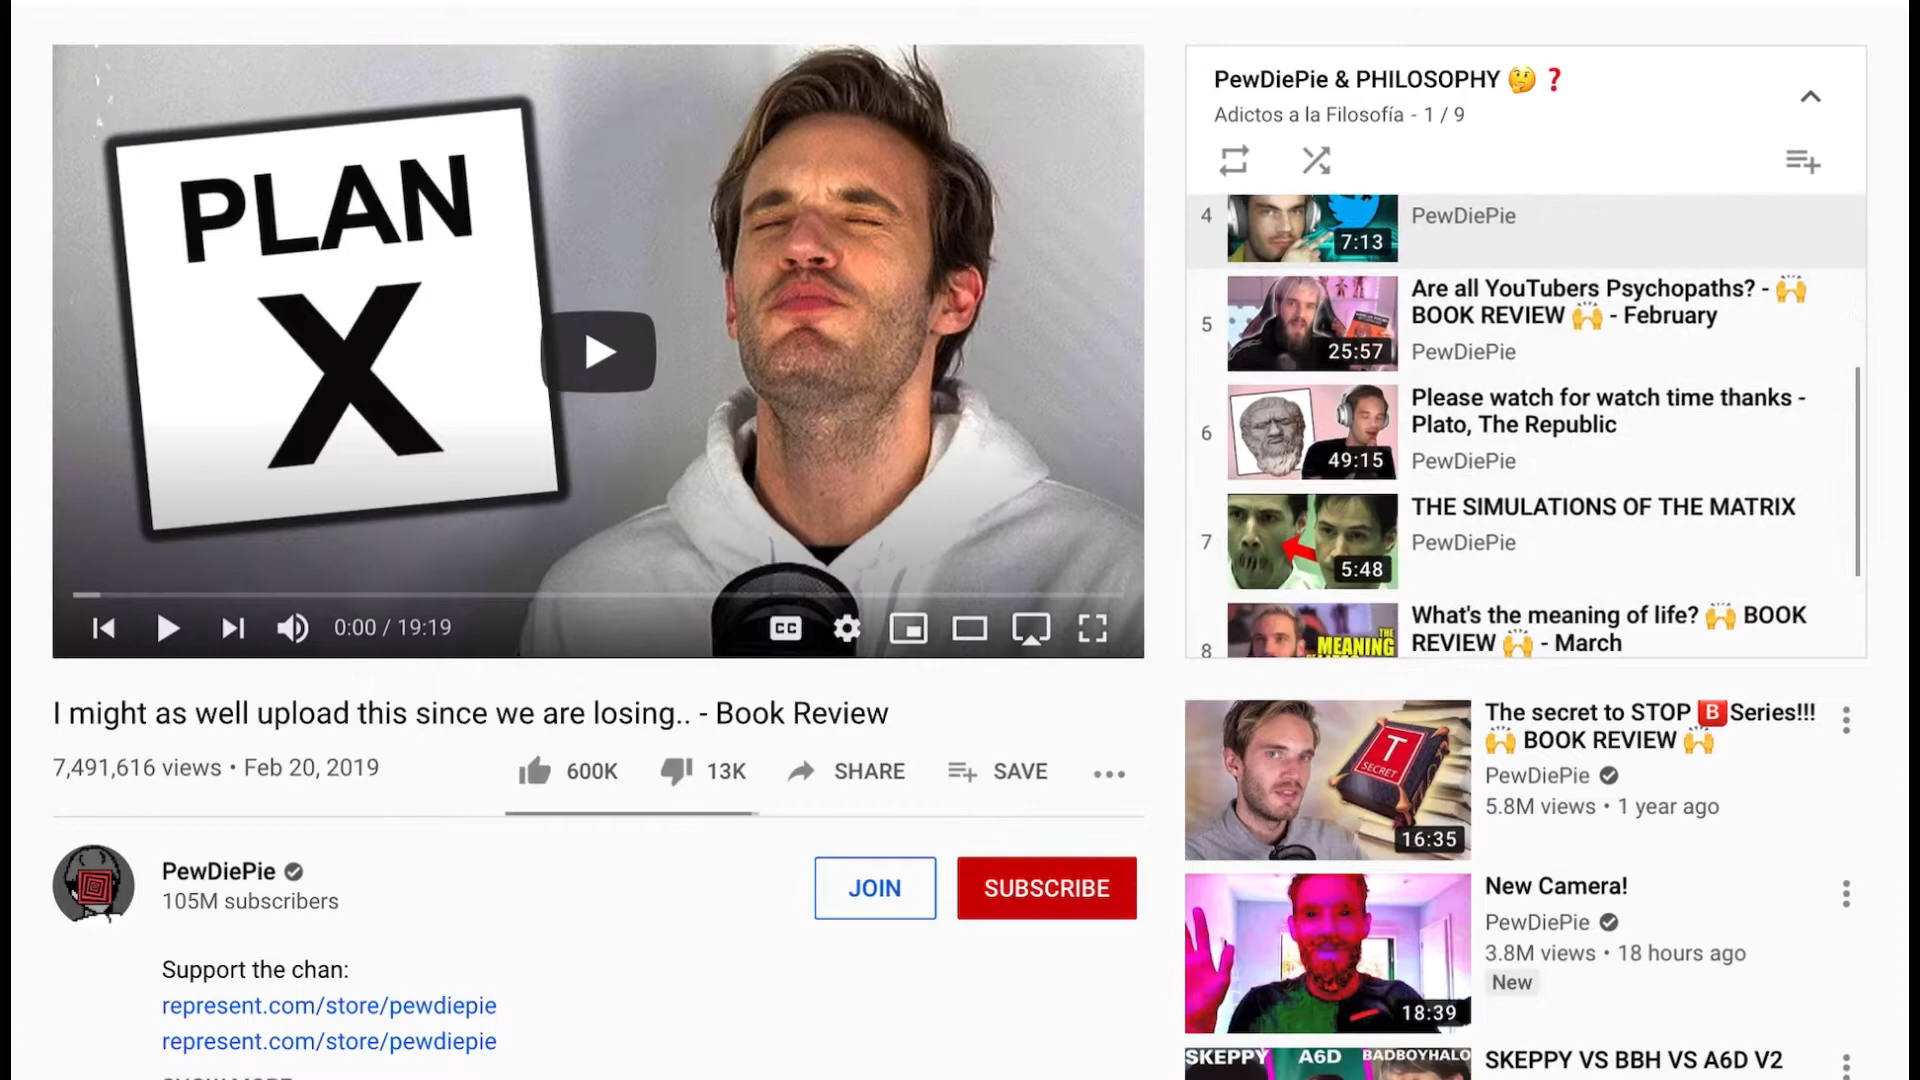 PLAN
X
0:00 / 19:19
CC
I might as well upload this since we are losing.. - Book Review
7,491,616 views • Feb 20, 2019
600K
13K
SHARE
SAVE
PewDiePie
105M subscribers
JOIN
SUBSCRIBE
Support the chan:
represent.com/store/pewdiepie
represent.com/store/pewdiepie
PewDiePie & PHILOSOPHY 🤔 ❓
Adictos a la Filosofía - 1 / 9
4
7:13
PewDiePie
5
25:57
Are all YouTubers Psychopaths? - 🙌
BOOK REVIEW 🙌 - February
PewDiePie
6
49:15
Please watch for watch time thanks -
Plato, The Republic
PewDiePie
7
5:48
THE SIMULATIONS OF THE MATRIX
PewDiePie
8
THE
MEANING
What's the meaning of life? 🙌 BOOK
REVIEW 🙌 - March
T
SECRET
16:35
The secret to STOP 🅱️Series!!!
🙌 BOOK REVIEW 🙌
PewDiePie
5.8M views • 1 year ago
18:39
New Camera!
PewDiePie
3.8M views • 18 hours ago
New
SKEPPY
A6D
BADBOYHALO
SKEPPY VS BBH VS A6D V2